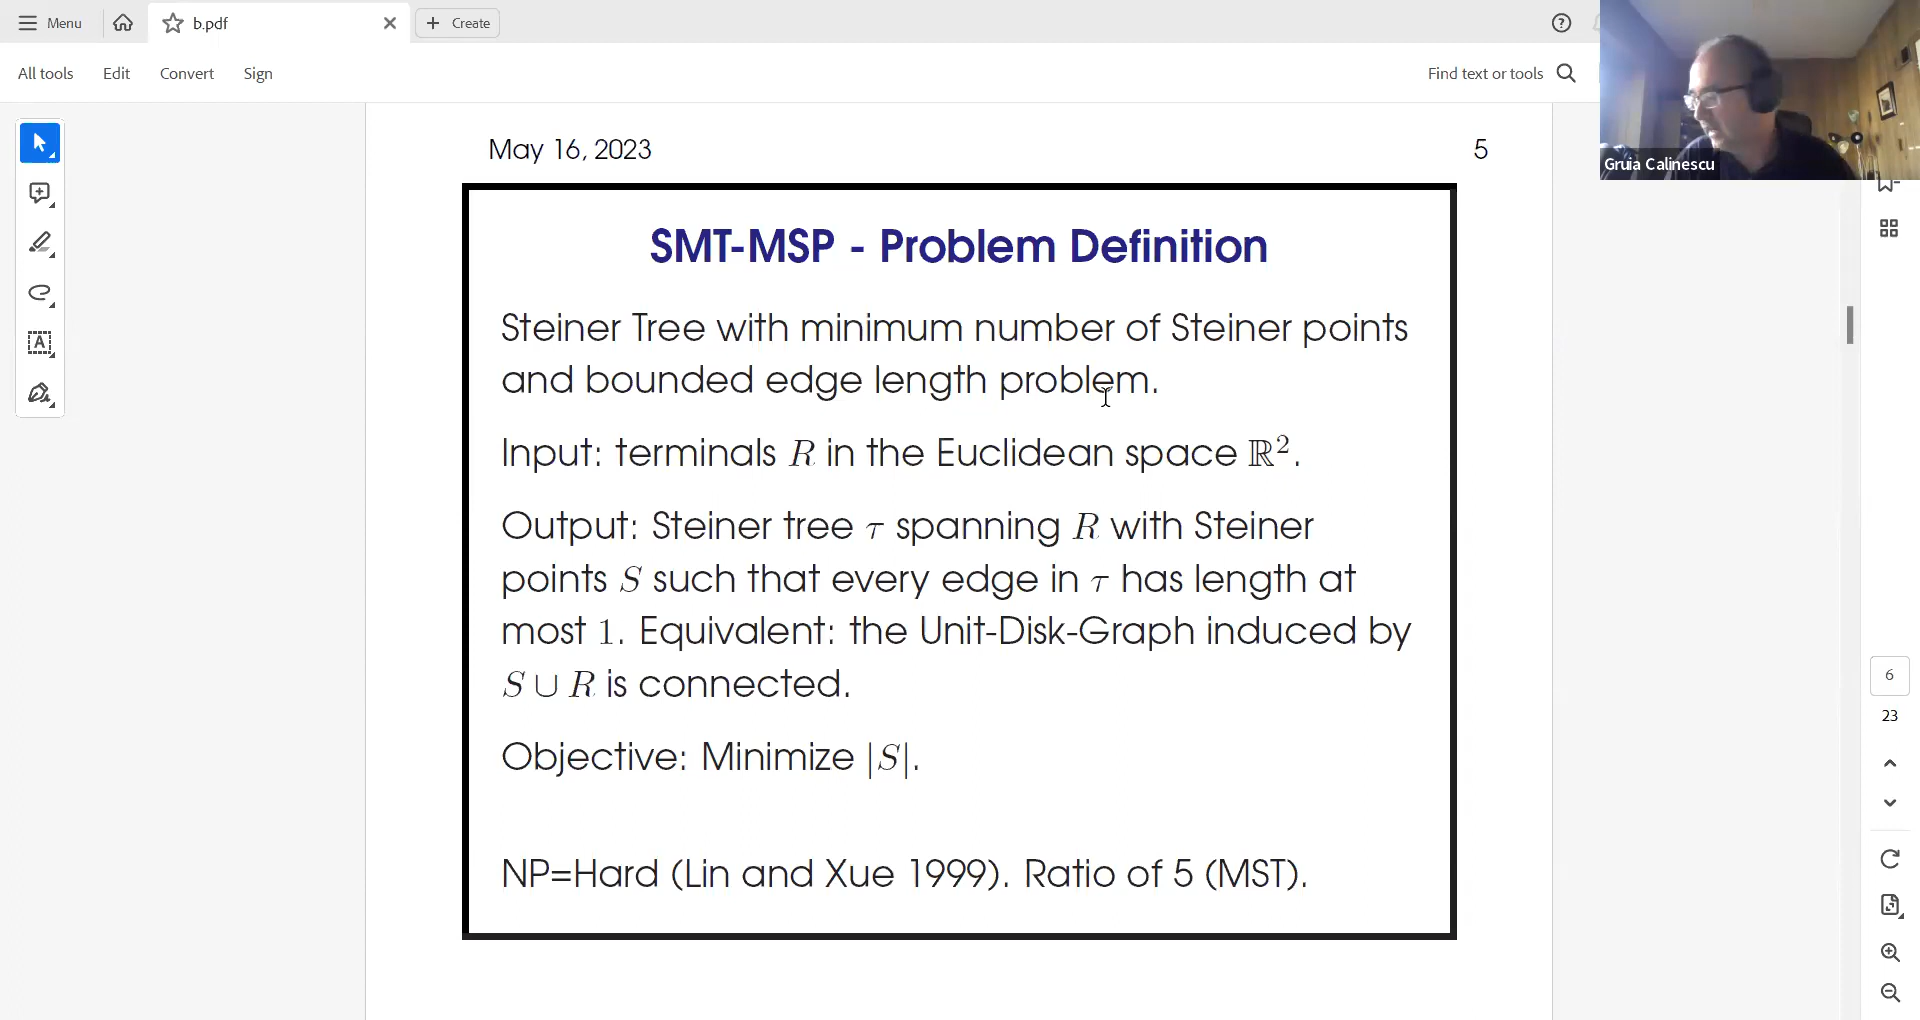 Menu
b.pdf
Create
All tools
Edit
Convert
Sign
Find text or tools
Gruia Calinescu
May 16, 2023
5
SMT-MSP - Problem Definition
Steiner Tree with minimum number of Steiner points
and bounded edge length problem.
Input: terminals R in the Euclidean space ℝ².
Output: Steiner tree τ spanning R with Steiner
points S such that every edge in τ has length at
most 1. Equivalent: the Unit-Disk-Graph induced by
S ∪ R is connected.
Objective: Minimize |S|.
NP=Hard (Lin and Xue 1999). Ratio of 5 (MST).
6
23